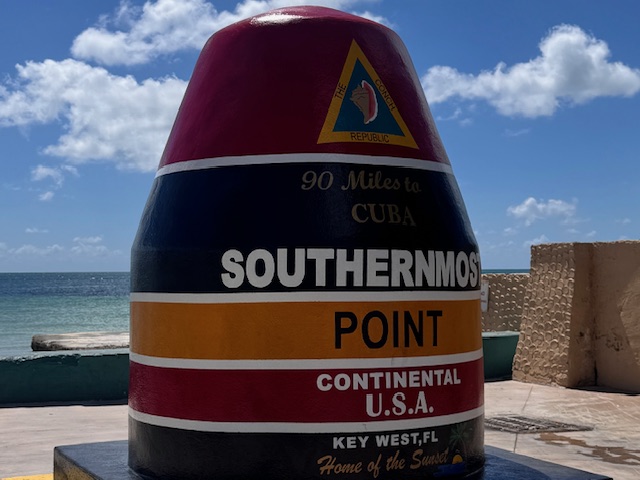 THE CONCH
REPUBLIC
90 Miles to
CUBA
SOUTHERNMOST
POINT
CONTINENTAL
U.S.A.
KEY WEST, FL
Home of the Sunset